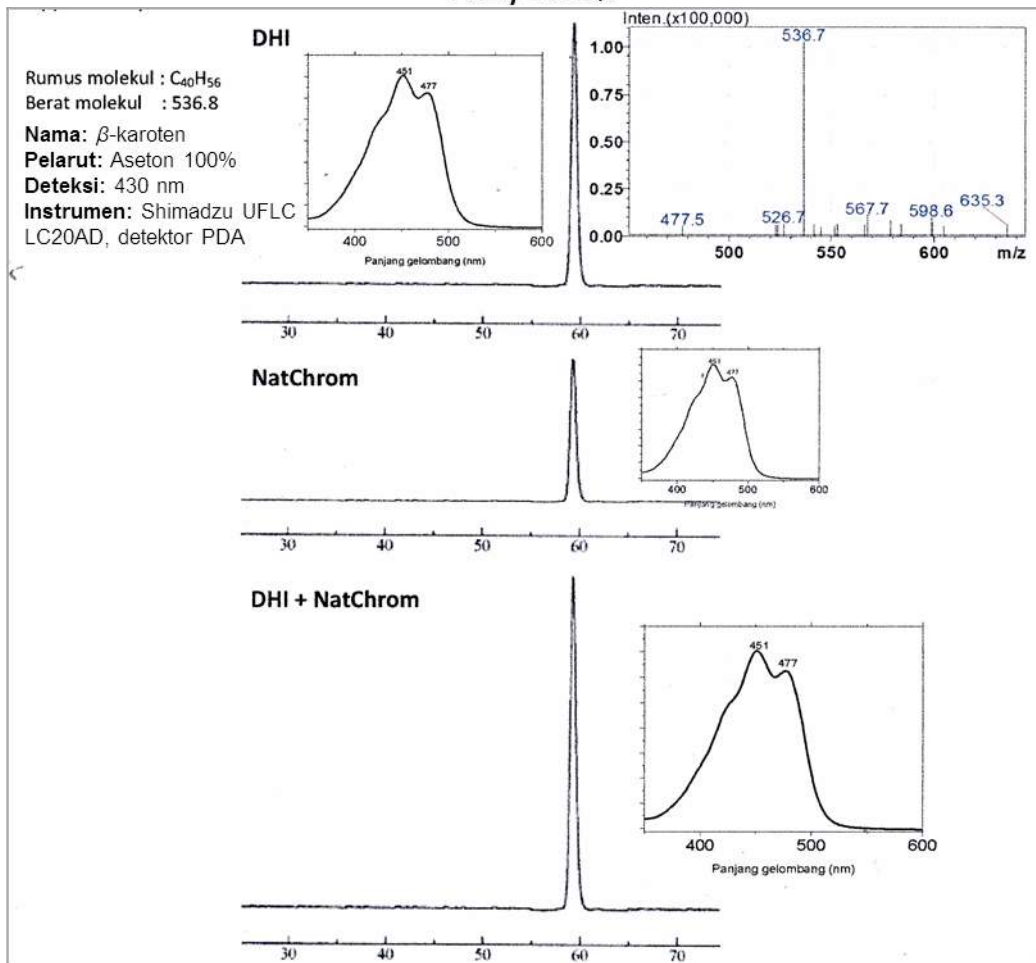 DHI
Rumus molekul : C₄₀H₅₆
Berat molekul : 536.8
Nama: β-karoten
Pelarut: Aseton 100%
Deteksi: 430 nm
Instrumen: Shimadzu UFLC
LC20AD, detektor PDA
451
477
400 500 600
Panjang gelombang (nm)
Inten.(x100,000)
536.7
1.00
0.75
0.50
0.25
0.00
477.5 526.7 567.7 598.6 635.3
500 550 600 m/z
30 40 50 60 70
NatChrom
451
477
400 500 600
Panjang gelombang (nm)
30 40 50 60 70
DHI + NatChrom
451
477
400 500 600
Panjang gelombang (nm)
30 40 50 60 70